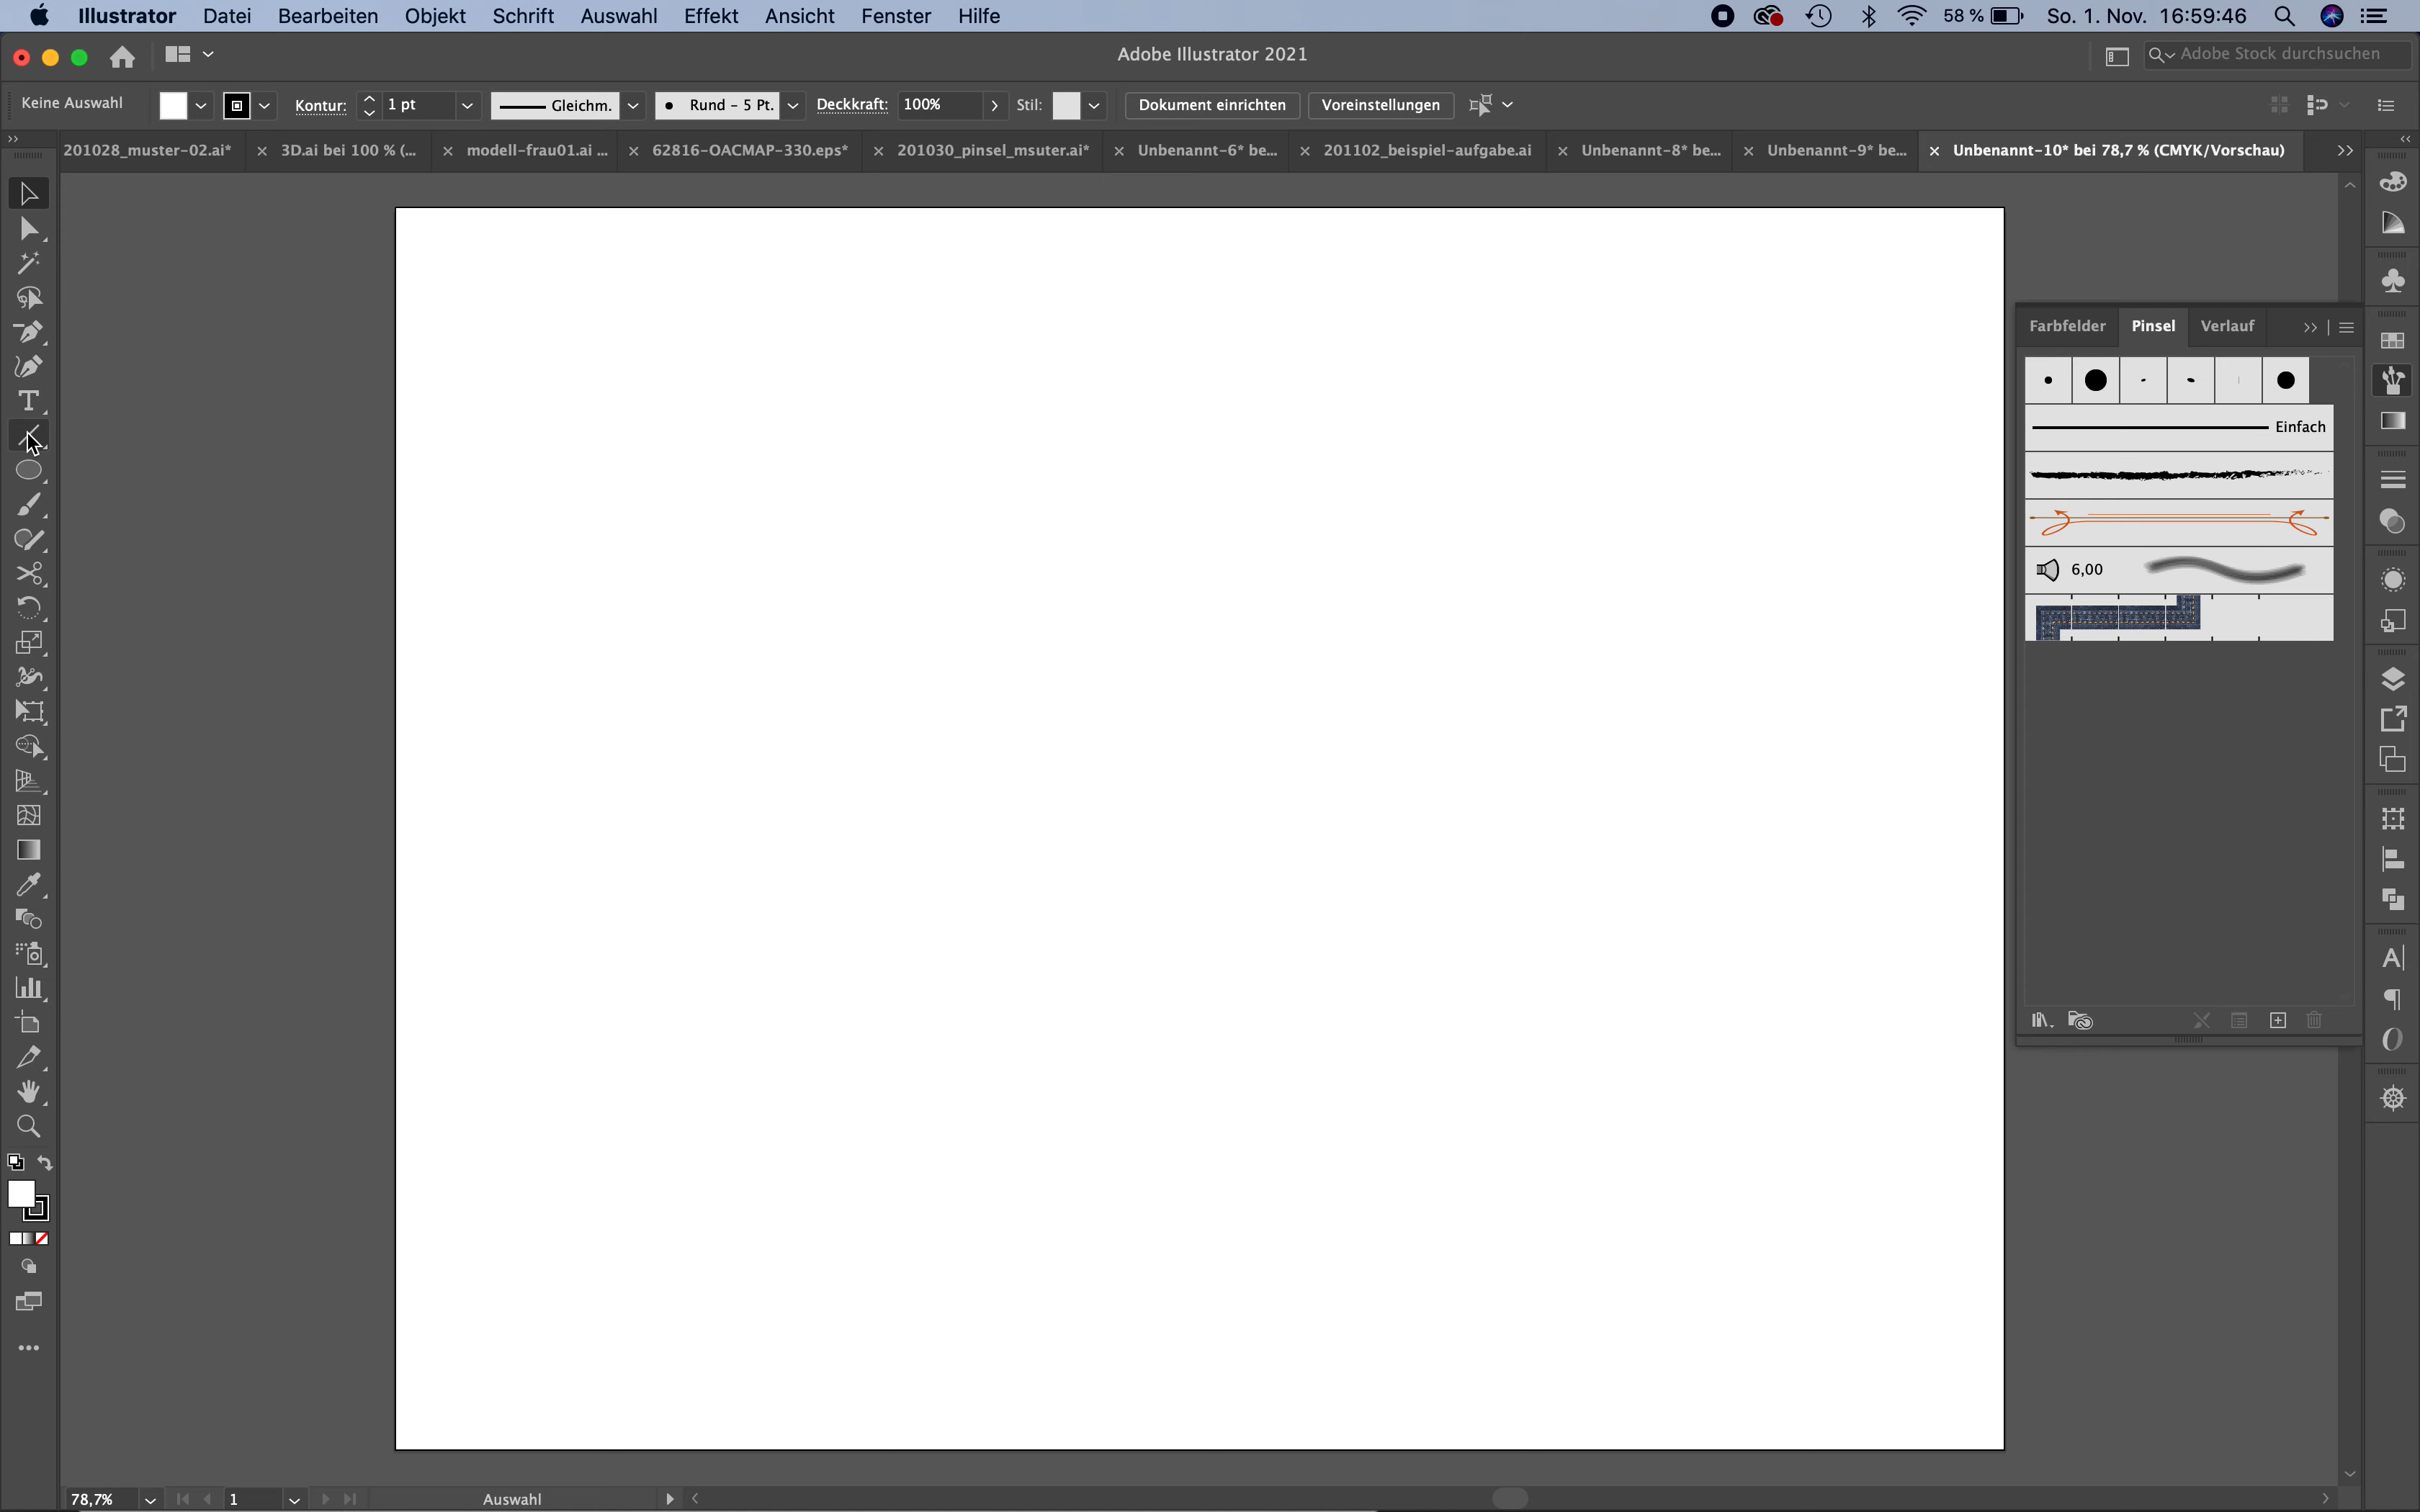 Illustrator Datei Bearbeiten Objekt Schrift Auswahl Effekt Ansicht Fenster Hilfe 58 % So. 1. Nov. 16:59:46
Adobe Illustrator 2021 Adobe Stock durchsuchen
Keine Auswahl Kontur: 1 pt Gleichm. Rund - 5 Pt. Deckkraft: 100% Stil: Dokument einrichten Voreinstellungen
201028_muster-02.ai* 3D.ai bei 100 % (... modell-frau01.ai ... 62816-OACMAP-330.eps* 201030_pinsel_msuter.ai* Unbenannt-6* be... 201102_beispiel-aufgabe.ai Unbenannt-8* be... Unbenannt-9* be... Unbenannt-10* bei 78,7 % (CMYK/Vorschau)
Farbfelder Pinsel Verlauf
Einfach
6,00
78,7% 1 Auswahl